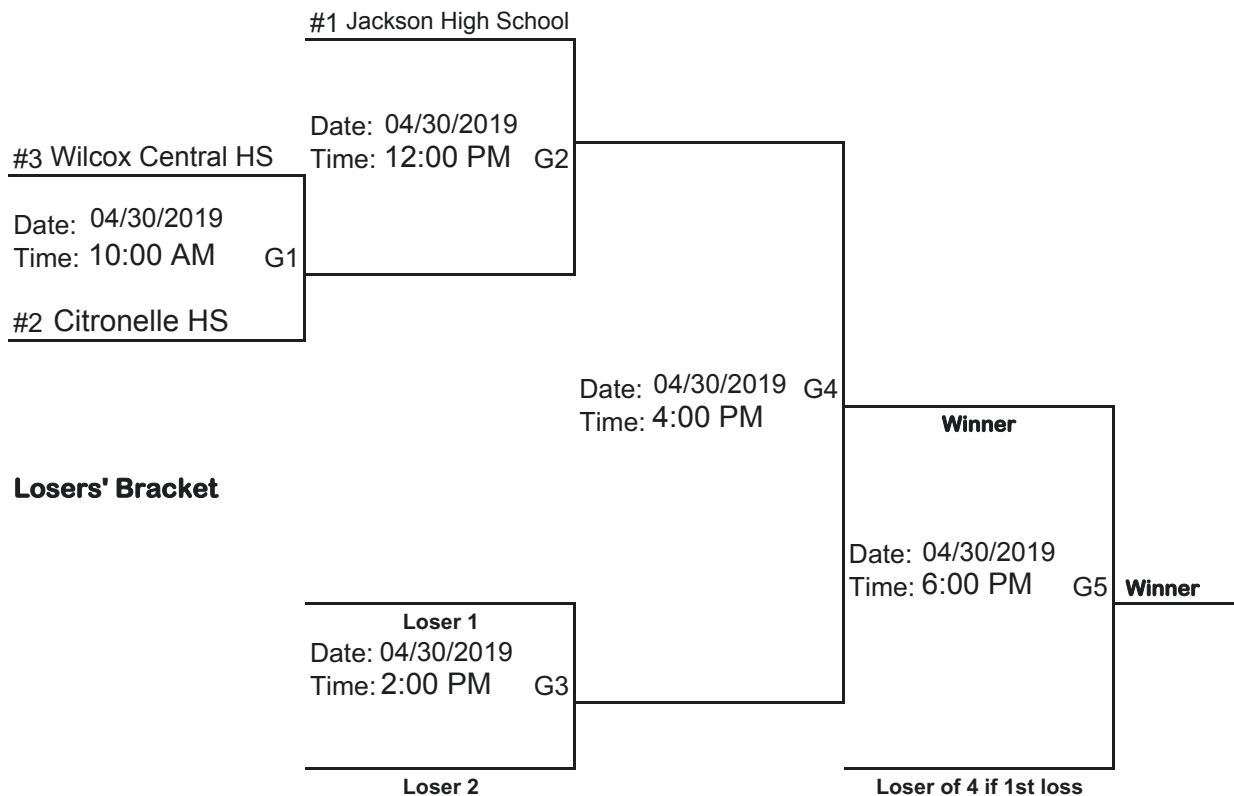 #1 Jackson High School
Date: 04/30/2019
Time: 12:00 PM G2
#3 Wilcox Central HS
Date: 04/30/2019
Time: 10:00 AM G1
#2 Citronelle HS
Date: 04/30/2019 G4
Time: 4:00 PM
Winner
Losers' Bracket
Date: 04/30/2019
Time: 6:00 PM G5 Winner
Loser 1
Date: 04/30/2019
Time: 2:00 PM G3
Loser 2
Loser of 4 if 1st loss